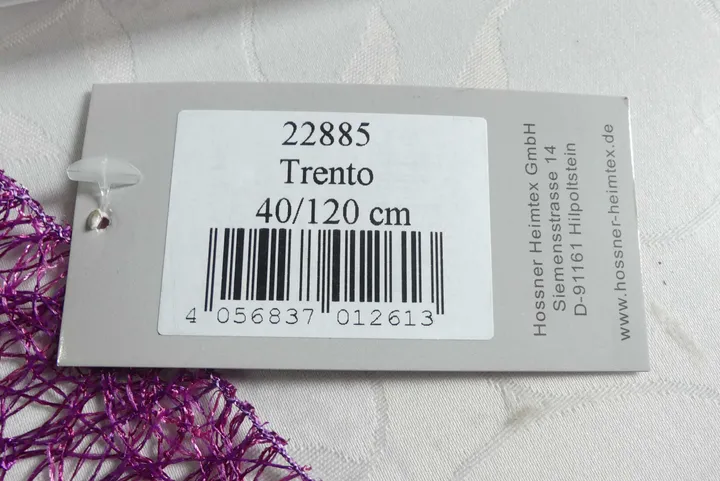 22885
Trento
40/120 cm
4 056837 012613
Hossner Heimtex GmbH
Siemensstrasse 14
D-91161 Hilpoltstein
www.hossner-heimtex.de